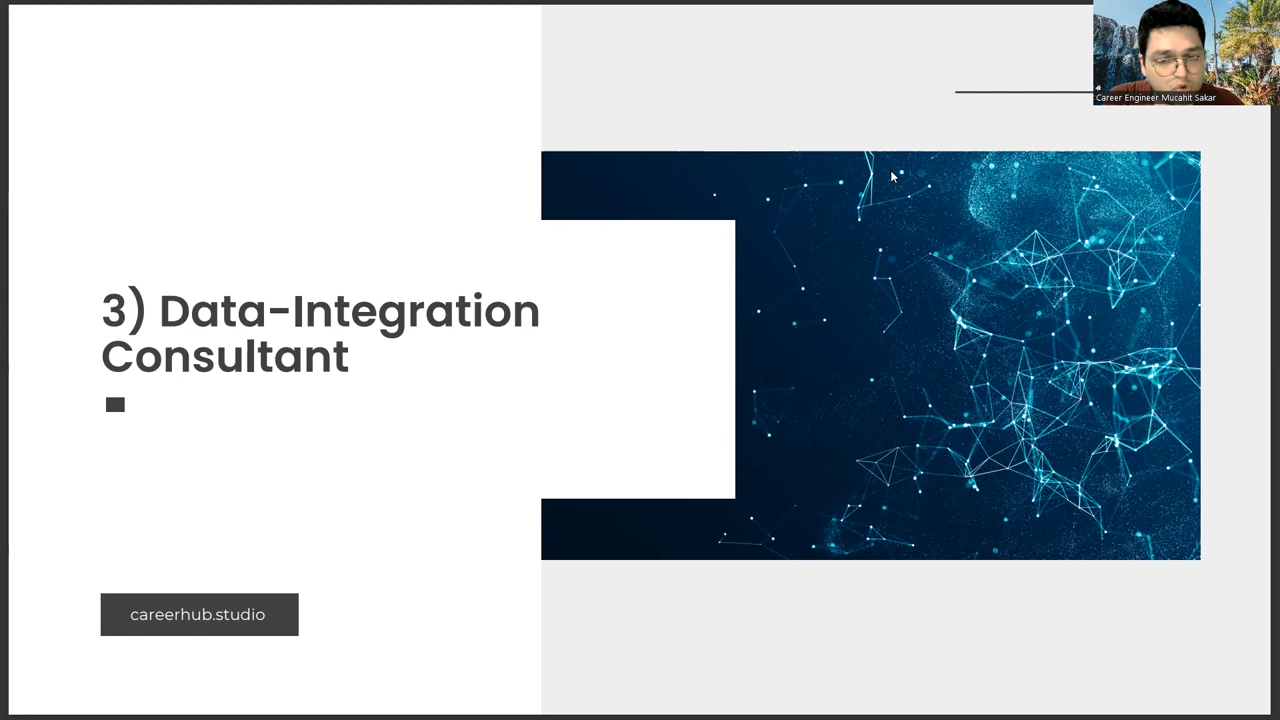 Career Engineer Mucahit Sakar
3) Data-Integration
Consultant
careerhub.studio